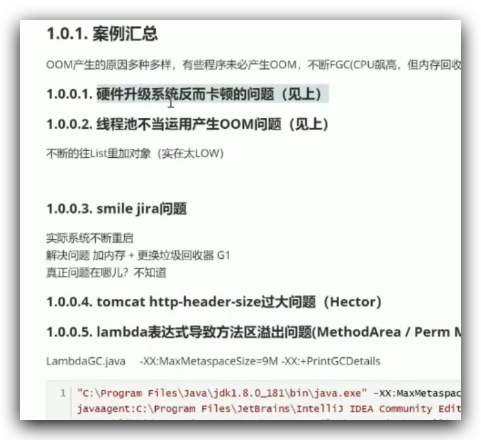 1.0.1. 案例汇总
OOM产生的原因多种多样，有些程序未必产生OOM，不断FGC(CPU飙高，但内存回收
1.0.0.1. 硬件升级系统反而卡顿的问题（见上）
1.0.0.2. 线程池不当运用产生OOM问题（见上）
不断的往List里加对象（实在太LOW）
1.0.0.3. smile jira问题
实际系统不断重启
解决问题 加内存 + 更换垃圾回收器 G1
真正问题在哪儿？不知道
1.0.0.4. tomcat http-header-size过大问题（Hector）
1.0.0.5. lambda表达式导致方法区溢出问题(MethodArea / Perm M
LambdaGC.java -XX:MaxMetaspaceSize=9M -XX:+PrintGCDetails
1 "C:\Program Files\Java\jdk1.8.0_181\bin\java.exe" -XX:MaxMetaspac
javaagent:C:\Program Files\JetBrains\IntelliJ IDEA Community Edit